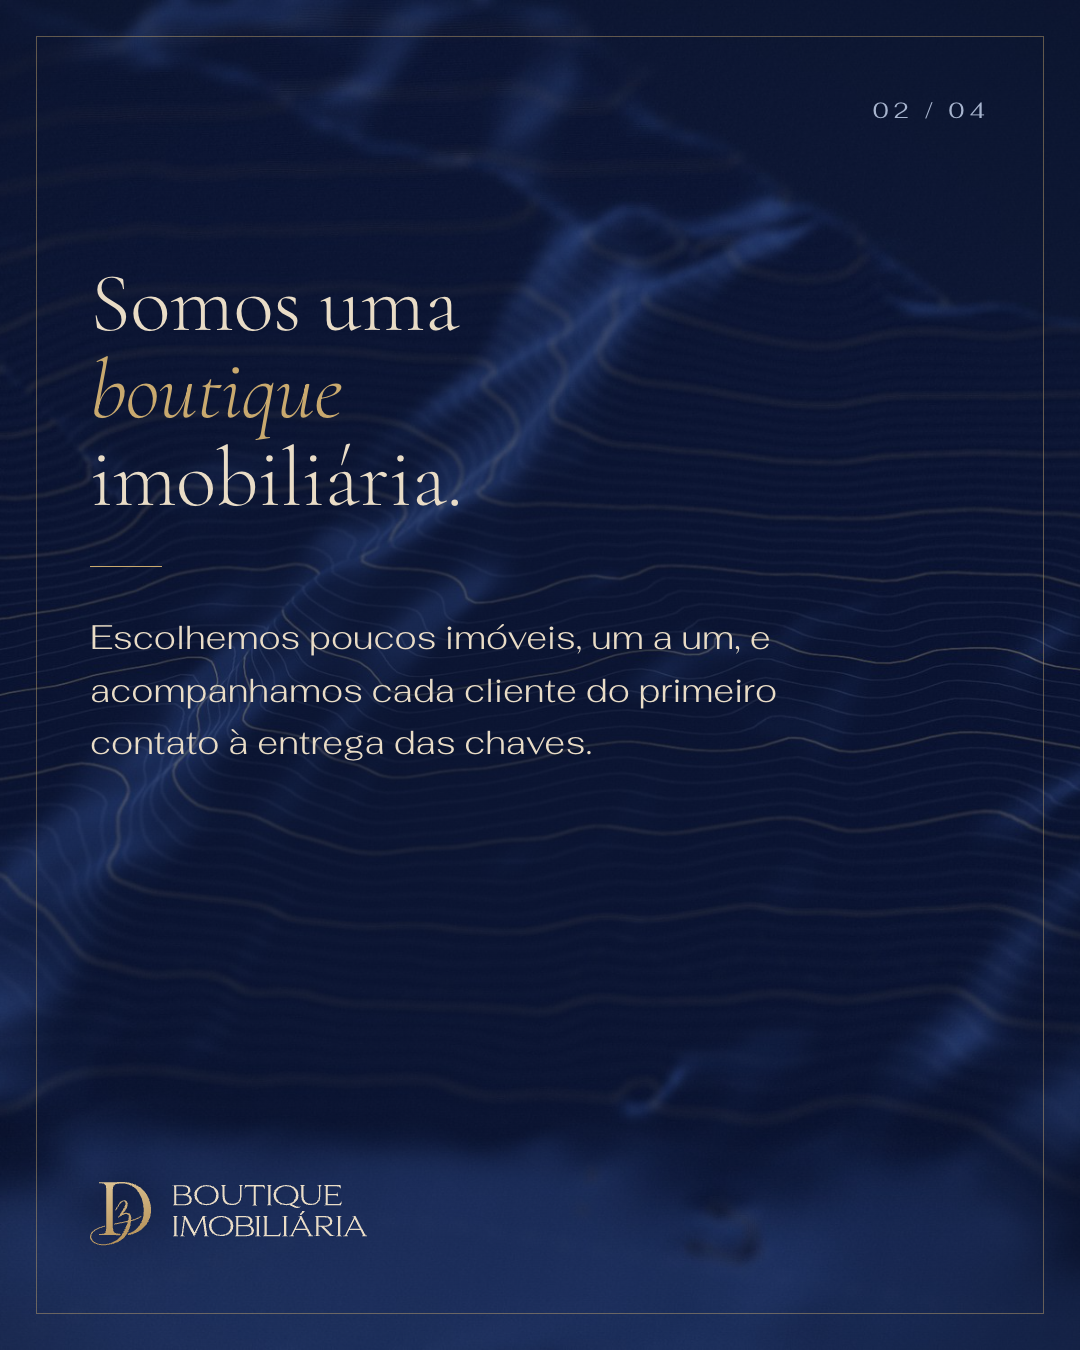 02 / 04
Somos uma
boutique
imobiliária.
Escolhemos poucos imóveis, um a um, e
acompanhamos cada cliente do primeiro
contato à entrega das chaves.
BOUTIQUE
IMOBILIÁRIA